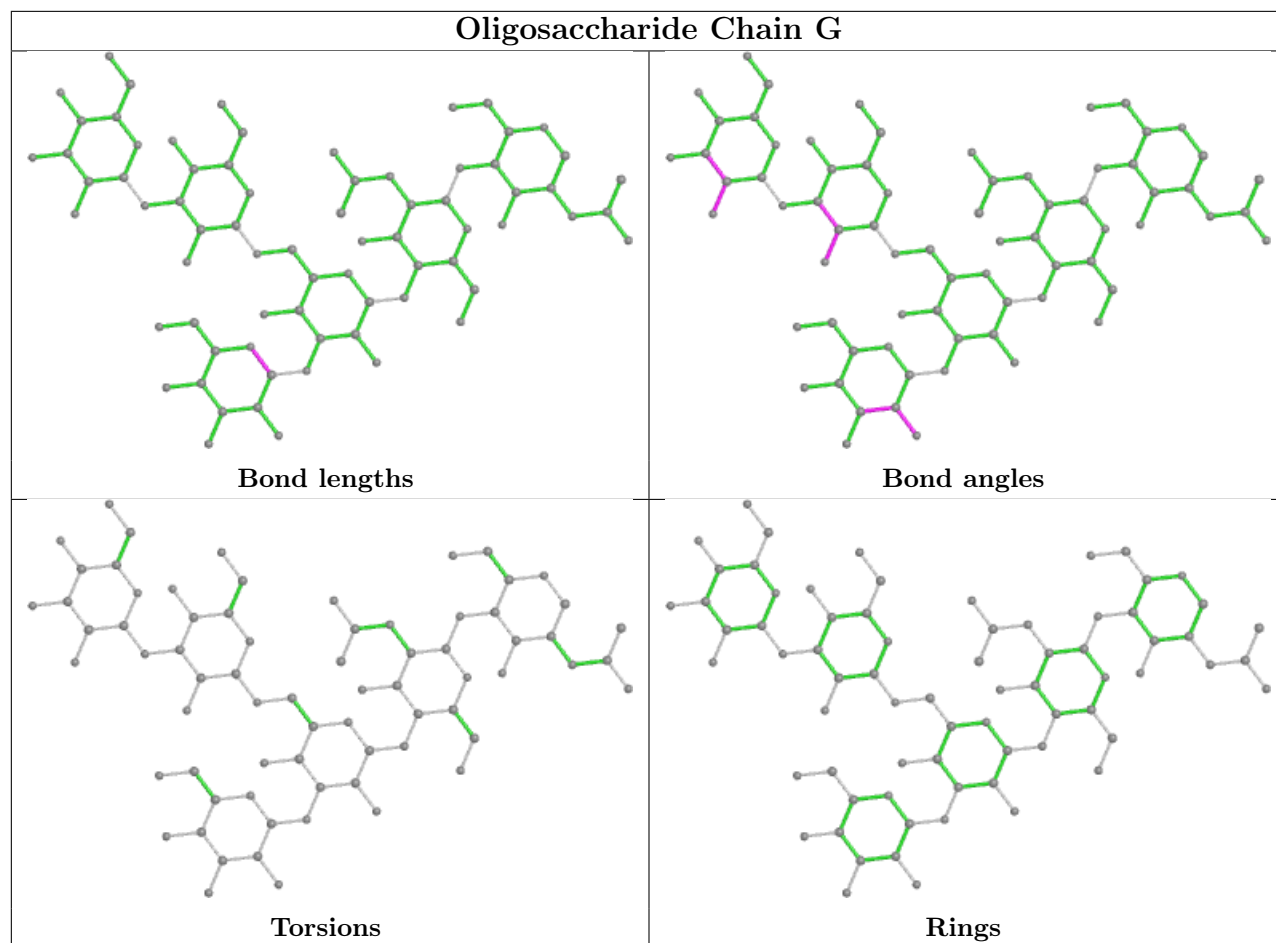 Oligosaccharide Chain G
Bond lengths
Bond angles
Torsions
Rings